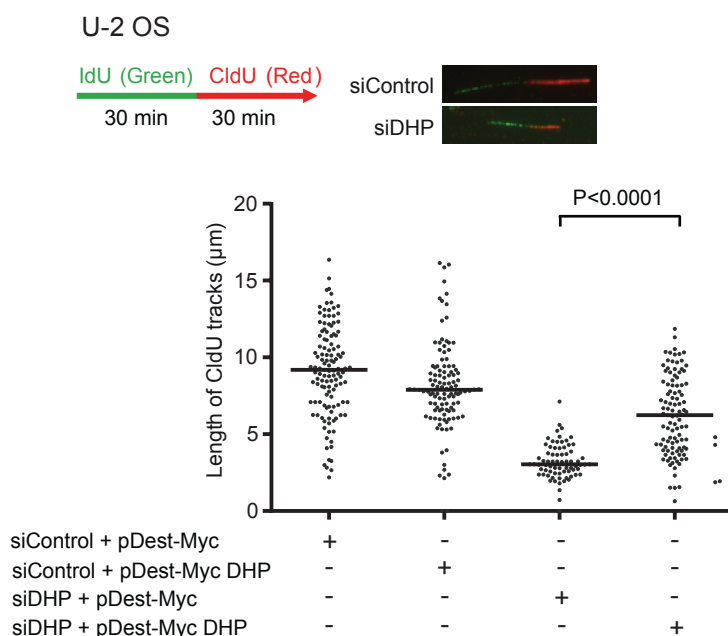 U-2 OS
IdU (Green) CldU (Red)
30 min 30 min
siControl
siDHP
P<0.0001
Length of CldU tracks (μm)
20
15
10
5
0
siControl + pDest-Myc + - - -
siControl + pDest-Myc DHP - + - -
siDHP + pDest-Myc - - + -
siDHP + pDest-Myc DHP - - - +